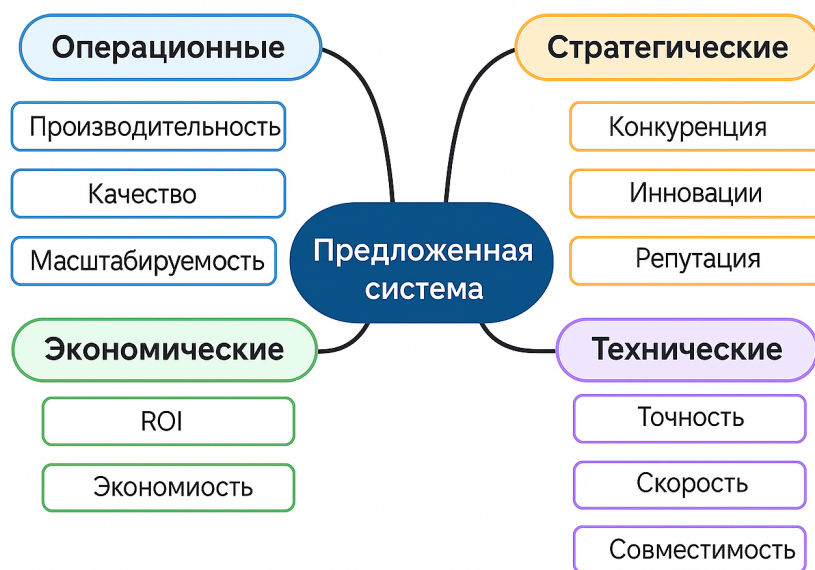 Операционные
Производительность
Качество
Масштабируемость
Стратегические
Конкуренция
Инновации
Репутация
Предложенная
система
Экономические
ROI
Экономиость
Технические
Точность
Скорость
Совместимость